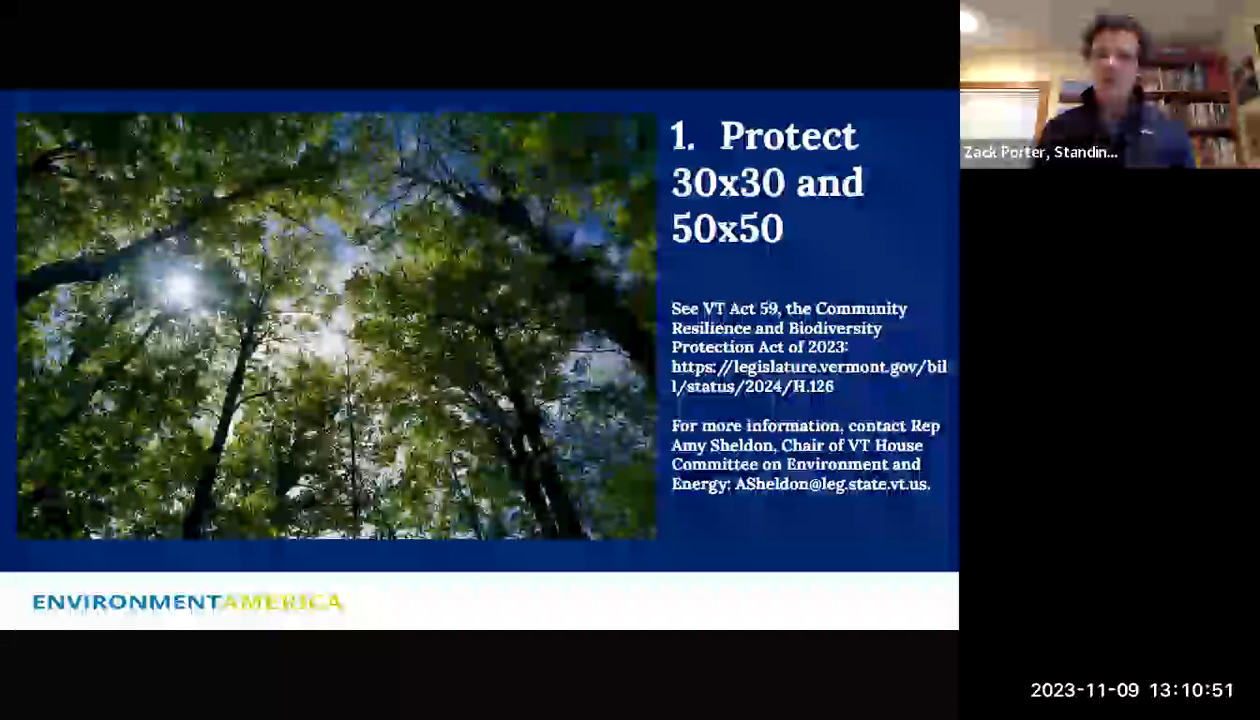 1. Protect
30x30 and
50x50
See VT Act 59, the Community
Resilience and Biodiversity
Protection Act of 2023:
https://legislature.vermont.gov/bil
l/status/2024/H.126
For more information, contact Rep
Amy Sheldon, Chair of VT House
Committee on Environment and
Energy: ASheldon@leg.state.vt.us.
ENVIRONMENTAMERICA
Zack Porter, Standin...
2023-11-09 13:10:51